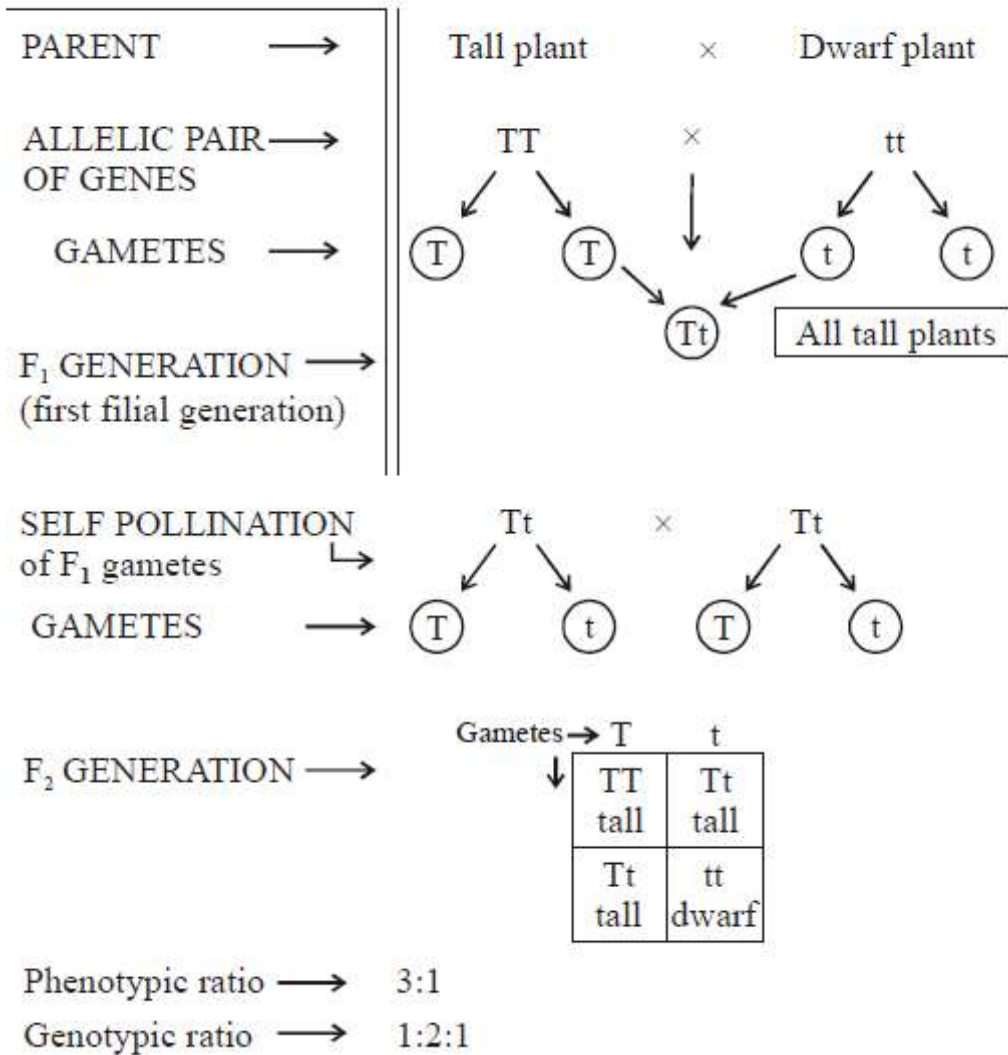 PARENT ⟶ Tall plant × Dwarf plant
ALLELIC PAIR ⟶ TT × tt
OF GENES
GAMETES ⟶ T T t t
Tt All tall plants
F₁ GENERATION ⟶
(first filial generation)
SELF POLLINATION Tt × Tt
of F₁ gametes
GAMETES ⟶ T t T t
Gametes → T t
F₂ GENERATION ⟶ TT Tt
tall tall
Tt tt
tall dwarf
Phenotypic ratio ⟶ 3:1
Genotypic ratio ⟶ 1:2:1